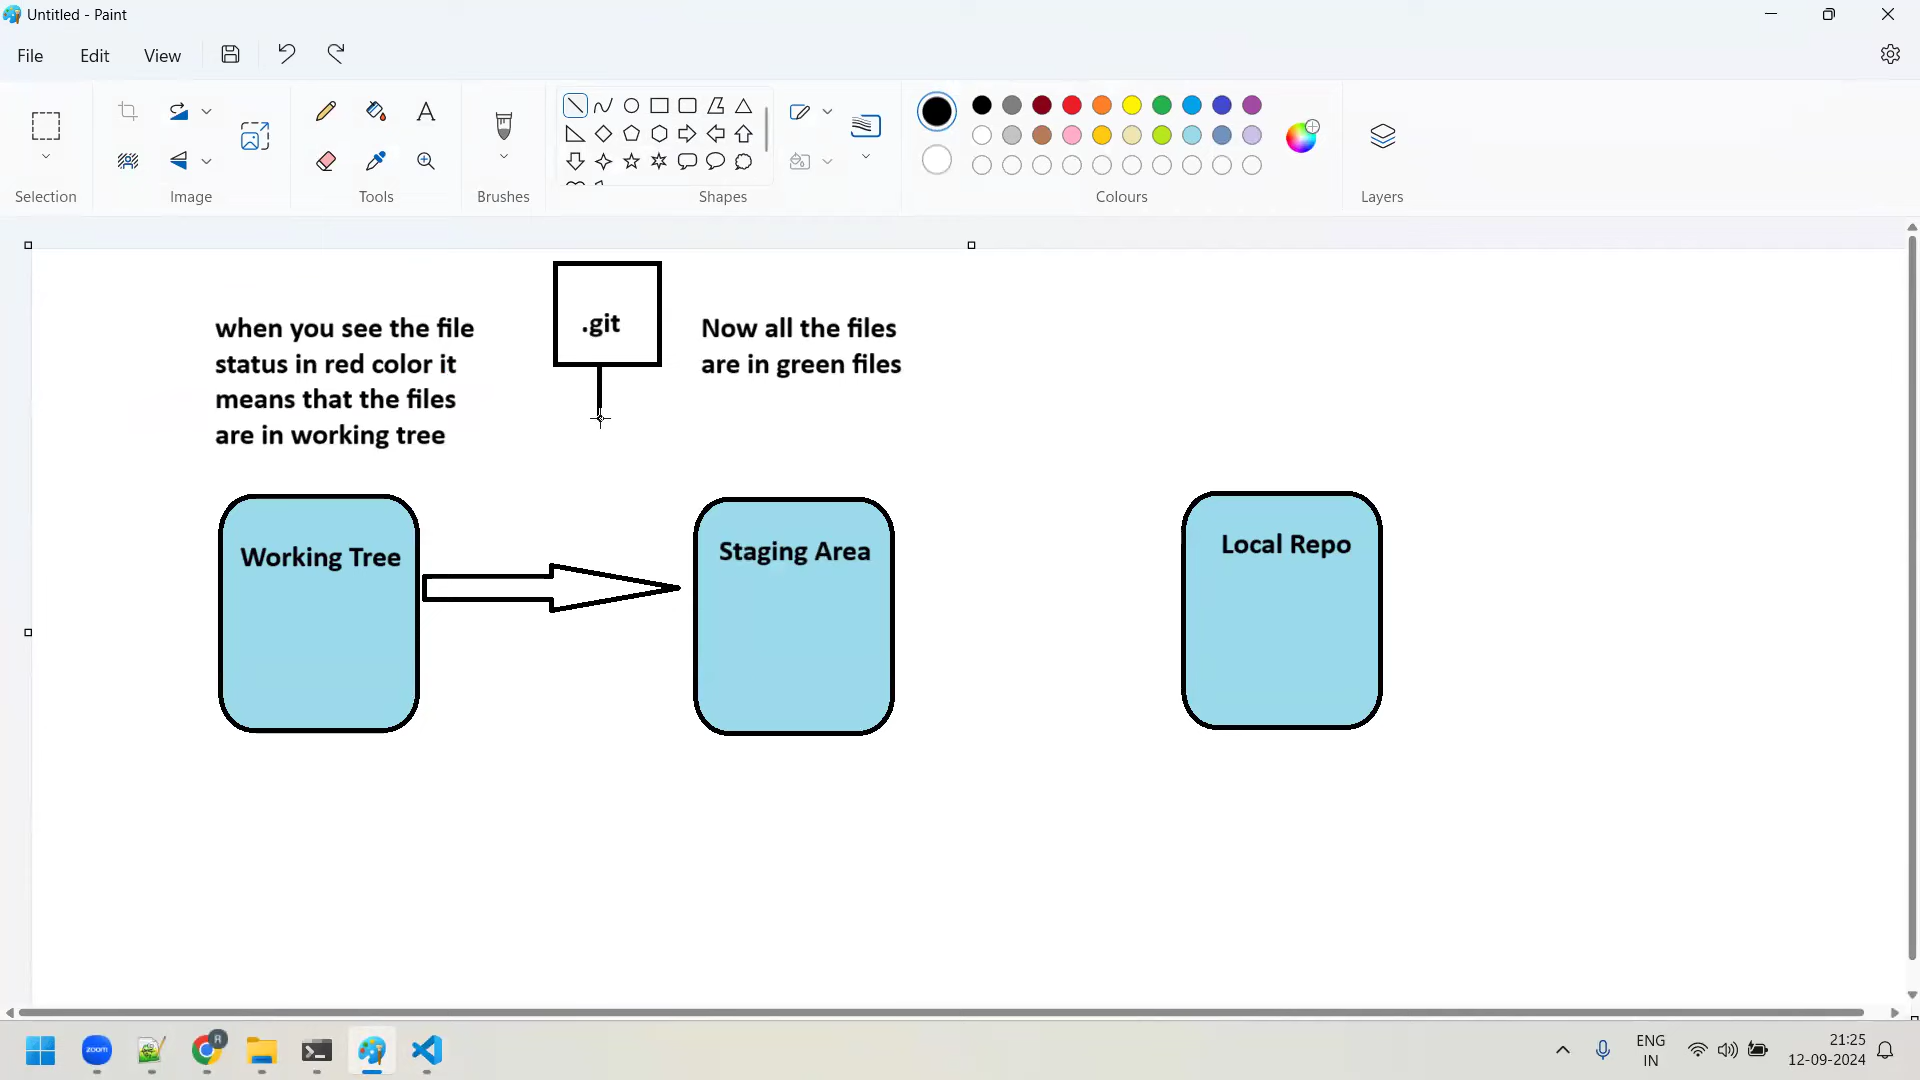 Untitled - Paint
File
Edit
View
Selection
Image
Tools
Brushes
Shapes
Colours
Layers
when you see the file
status in red color it
means that the files
are in working tree
.git
Now all the files
are in green files
Working Tree
Staging Area
Local Repo
zoom
R
ENG
IN
21:25
12-09-2024